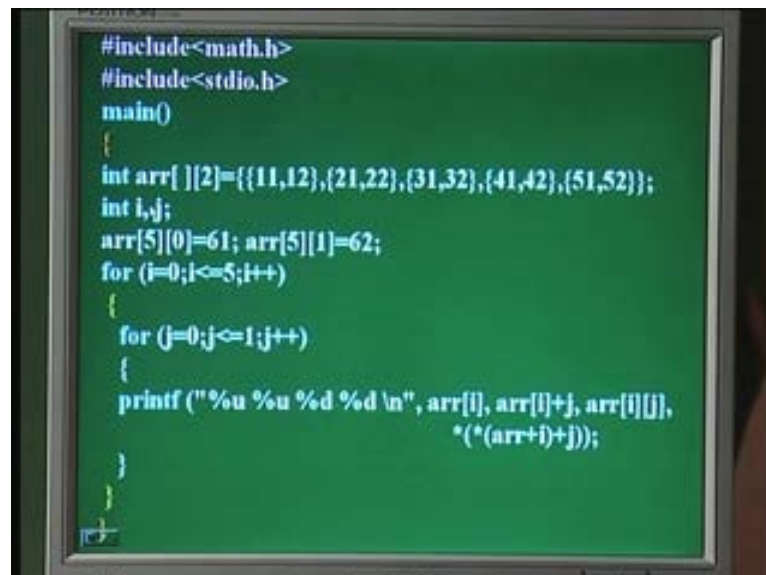 #include<math.h>
#include<stdio.h>
main()
{
int arr[ ][2]={{11,12},{21,22},{31,32},{41,42},{51,52}};
int i,j;
arr[5][0]=61; arr[5][1]=62;
for (i=0;i<=5;i++)
{
for (j=0;j<=1;j++)
{
printf ("%u %u %d %d \n", arr[i], arr[i]+j, arr[i][j],
*(*(arr+i)+j));
}
}
}